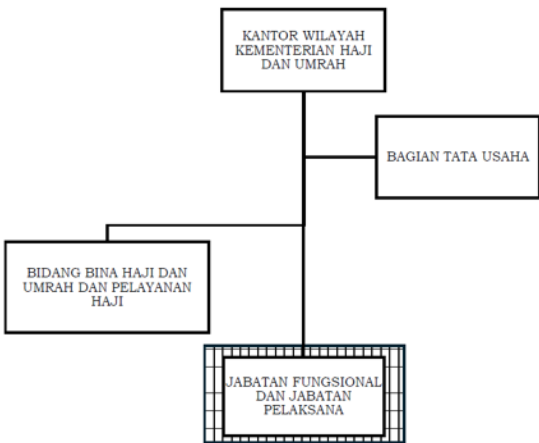 KANTOR WILAYAH
KEMENTERIAN HAJI
DAN UMRAH
BAGIAN TATA USAHA
BIDANG BINA HAJI DAN
UMRAH DAN PELAYANAN
HAJI
JABATAN FUNGSIONAL
DAN JABATAN
PELAKSANA